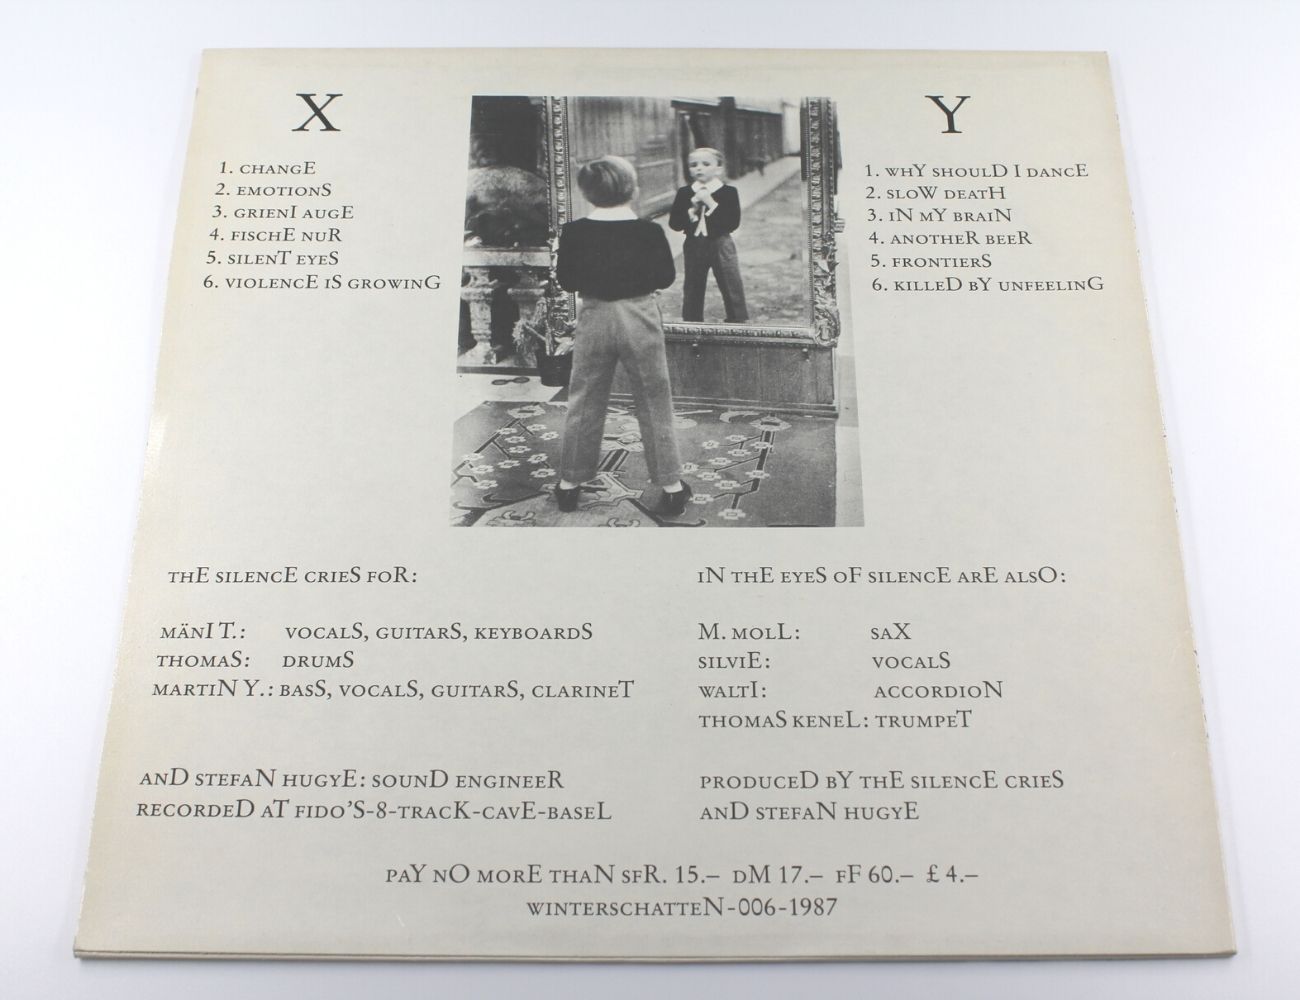 X
1. changE
2. emotionS
3. grienI augE
4. fischE nuR
5. silenT eyeS
6. violencE iS growinG
Y
1. whY shoulD I dancE
2. sloW deatH
3. iN mY braiN
4. anotheR beeR
5. frontierS
6. killeD bY unfeelinG
thE silencE crieS foR:
mänI T.: vocalS, guitarS, keyboardS
thomaS: drumS
martiN Y.: basS, vocalS, guitarS, clarineT
anD stefaN hugyE: sounD engineeR
recordeD aT fido'S-8-tracK-cavE-baseL
iN thE eyeS oF silencE arE alsO:
M. molL: saX
silviE: vocalS
waltI: accordioN
thomaS keneL: trumpeT
produceD bY thE silencE crieS
anD stefaN hugyE
paY nO morE thaN sfR. 15.– dM 17.– fF 60.– £ 4.–
winterschatteN-006-1987